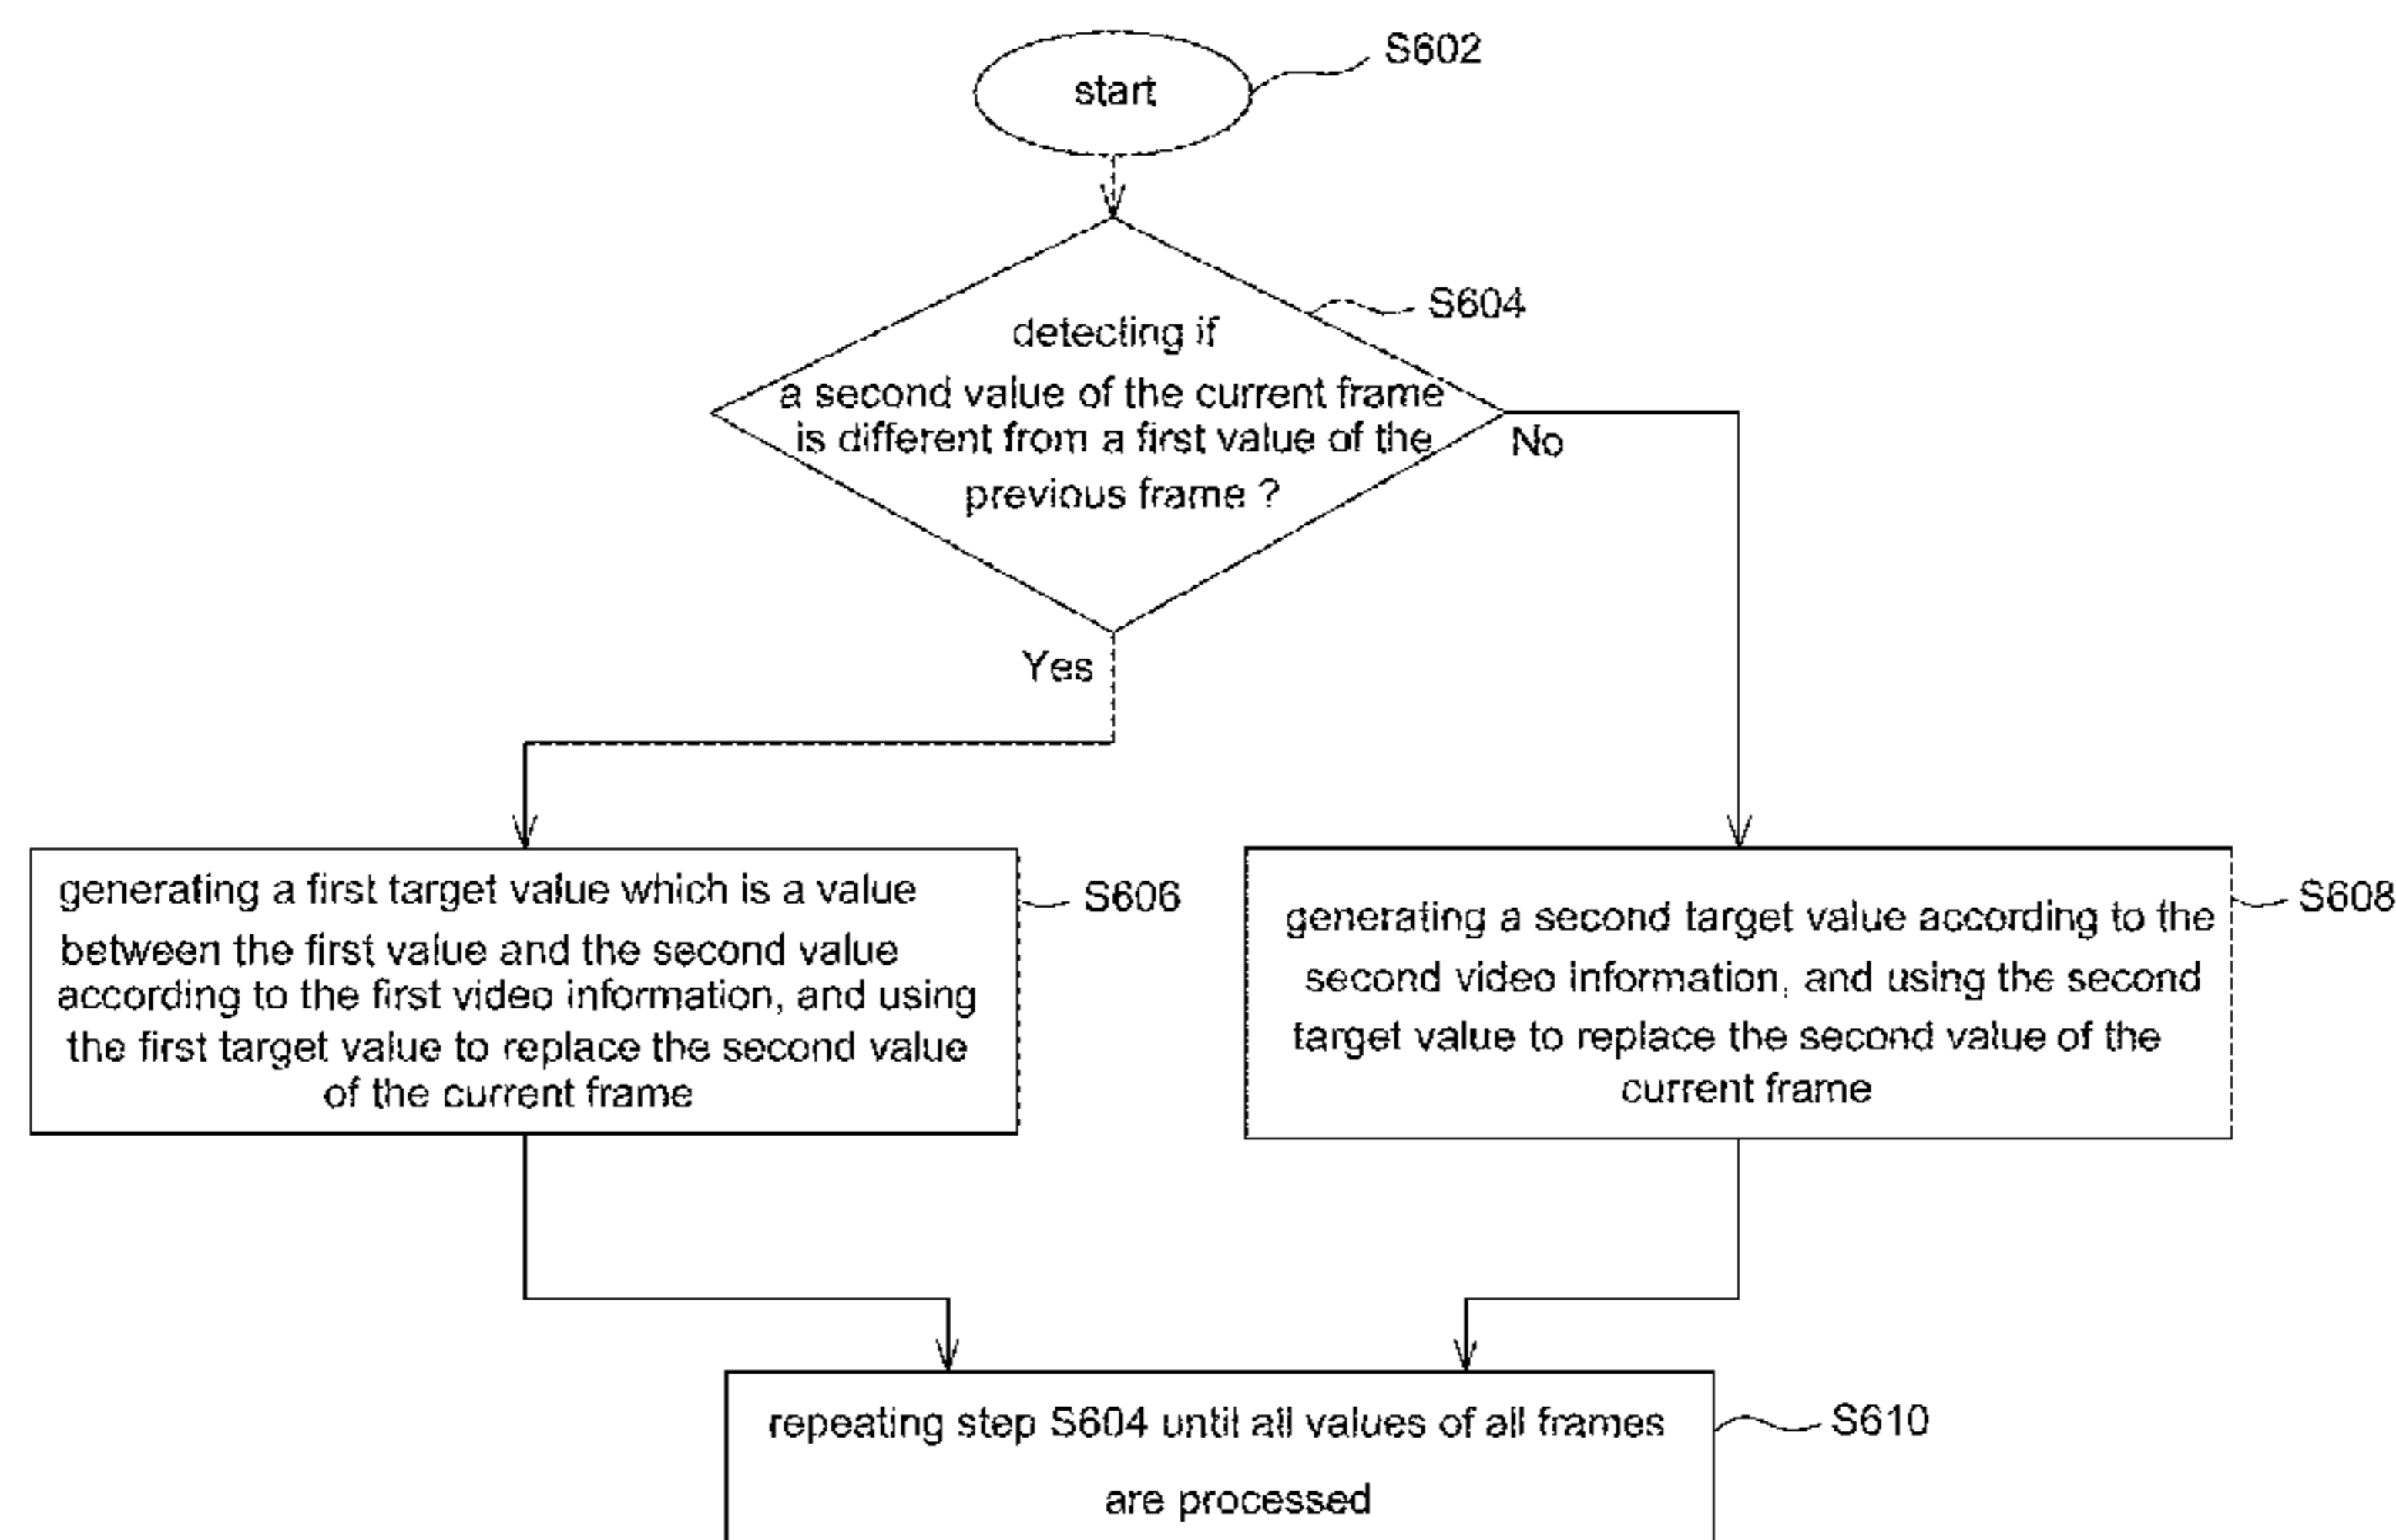 start
S602
S604
detecting if
a second value of the current frame
is different from a first value of the
previous frame ?
No
Yes
generating a first target value which is a value
between the first value and the second value
according to the first video information, and using
the first target value to replace the second value
of the current frame
S606
generating a second target value according to the
second video information, and using the second
target value to replace the second value of the
current frame
S608
repeating step S604 until all values of all frames
are processed
S610